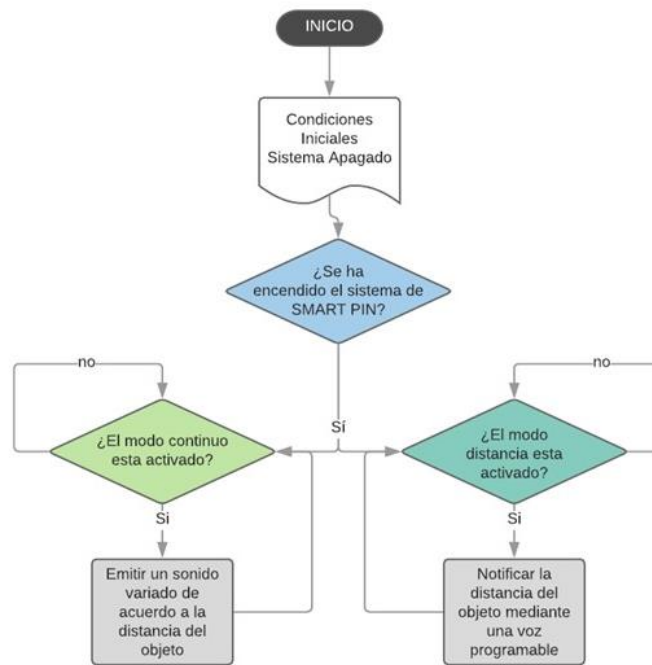 INICIO
Condiciones
Iniciales
Sistema Apagado
¿Se ha
encendido el sistema de
SMART PIN?
no
no
Sí
¿El modo continuo
esta activado?
¿El modo
distancia esta
activado?
Si
Si
Emitir un sonido
variado de
acuerdo a la
distancia del
objeto
Notificar la
distancia del
objeto mediante
una voz
programable